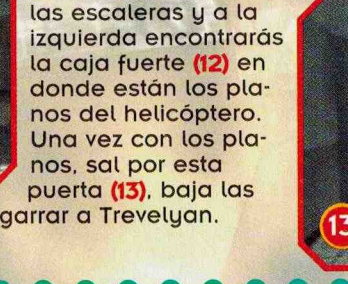 las escaleras y a la
izquierda encontrarás
la caja fuerte (12) en
donde están los pla-
nos del helicóptero.
Una vez con los pla-
nos, sal por esta
puerta (13), baja las
garrar a Trevelyan.
13